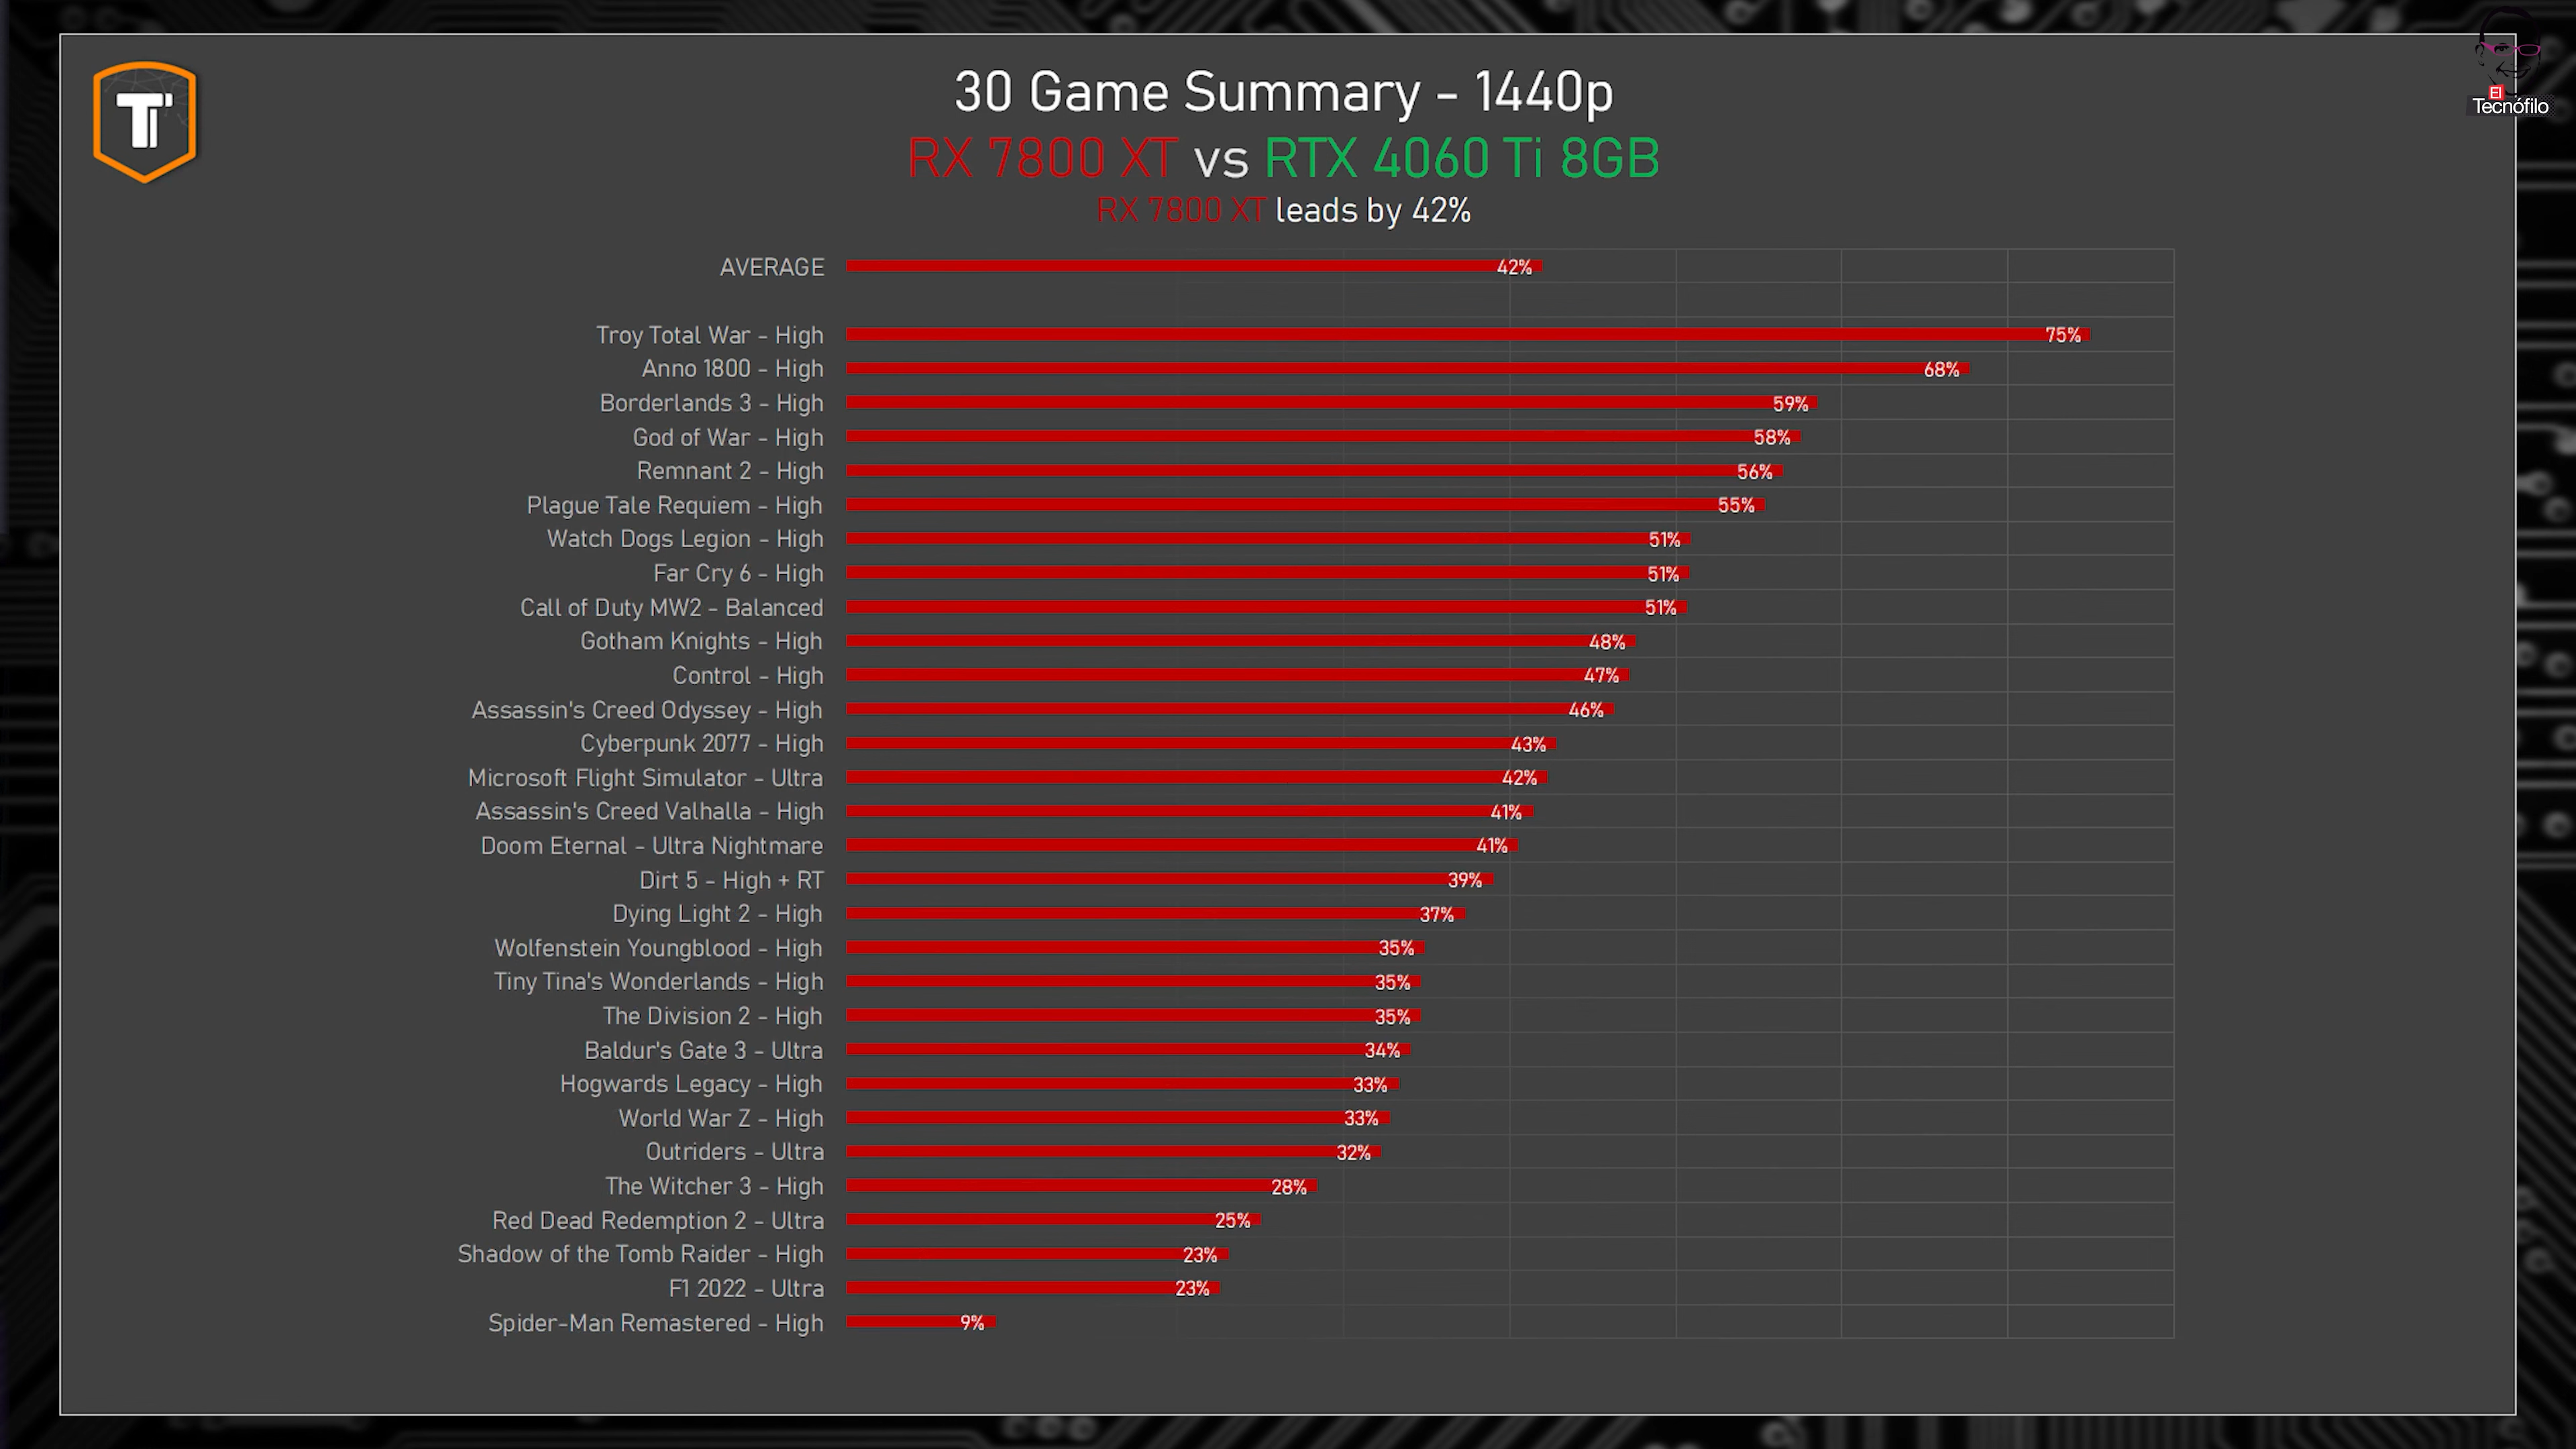 El
Tecnófilo
30 Game Summary - 1440p
RX 7800 XT vs RTX 4060 Ti 8GB
RX 7800 XT leads by 42%
AVERAGE 42%
Troy Total War - High 75%
Anno 1800 - High 68%
Borderlands 3 - High 59%
God of War - High 58%
Remnant 2 - High 56%
Plague Tale Requiem - High 55%
Watch Dogs Legion - High 51%
Far Cry 6 - High 51%
Call of Duty MW2 - Balanced 51%
Gotham Knights - High 48%
Control - High 47%
Assassin's Creed Odyssey - High 46%
Cyberpunk 2077 - High 43%
Microsoft Flight Simulator - Ultra 42%
Assassin's Creed Valhalla - High 41%
Doom Eternal - Ultra Nightmare 41%
Dirt 5 - High + RT 39%
Dying Light 2 - High 37%
Wolfenstein Youngblood - High 35%
Tiny Tina's Wonderlands - High 35%
The Division 2 - High 35%
Baldur's Gate 3 - Ultra 34%
Hogwards Legacy - High 33%
World War Z - High 33%
Outriders - Ultra 32%
The Witcher 3 - High 28%
Red Dead Redemption 2 - Ultra 25%
Shadow of the Tomb Raider - High 23%
F1 2022 - Ultra 23%
Spider-Man Remastered - High 9%